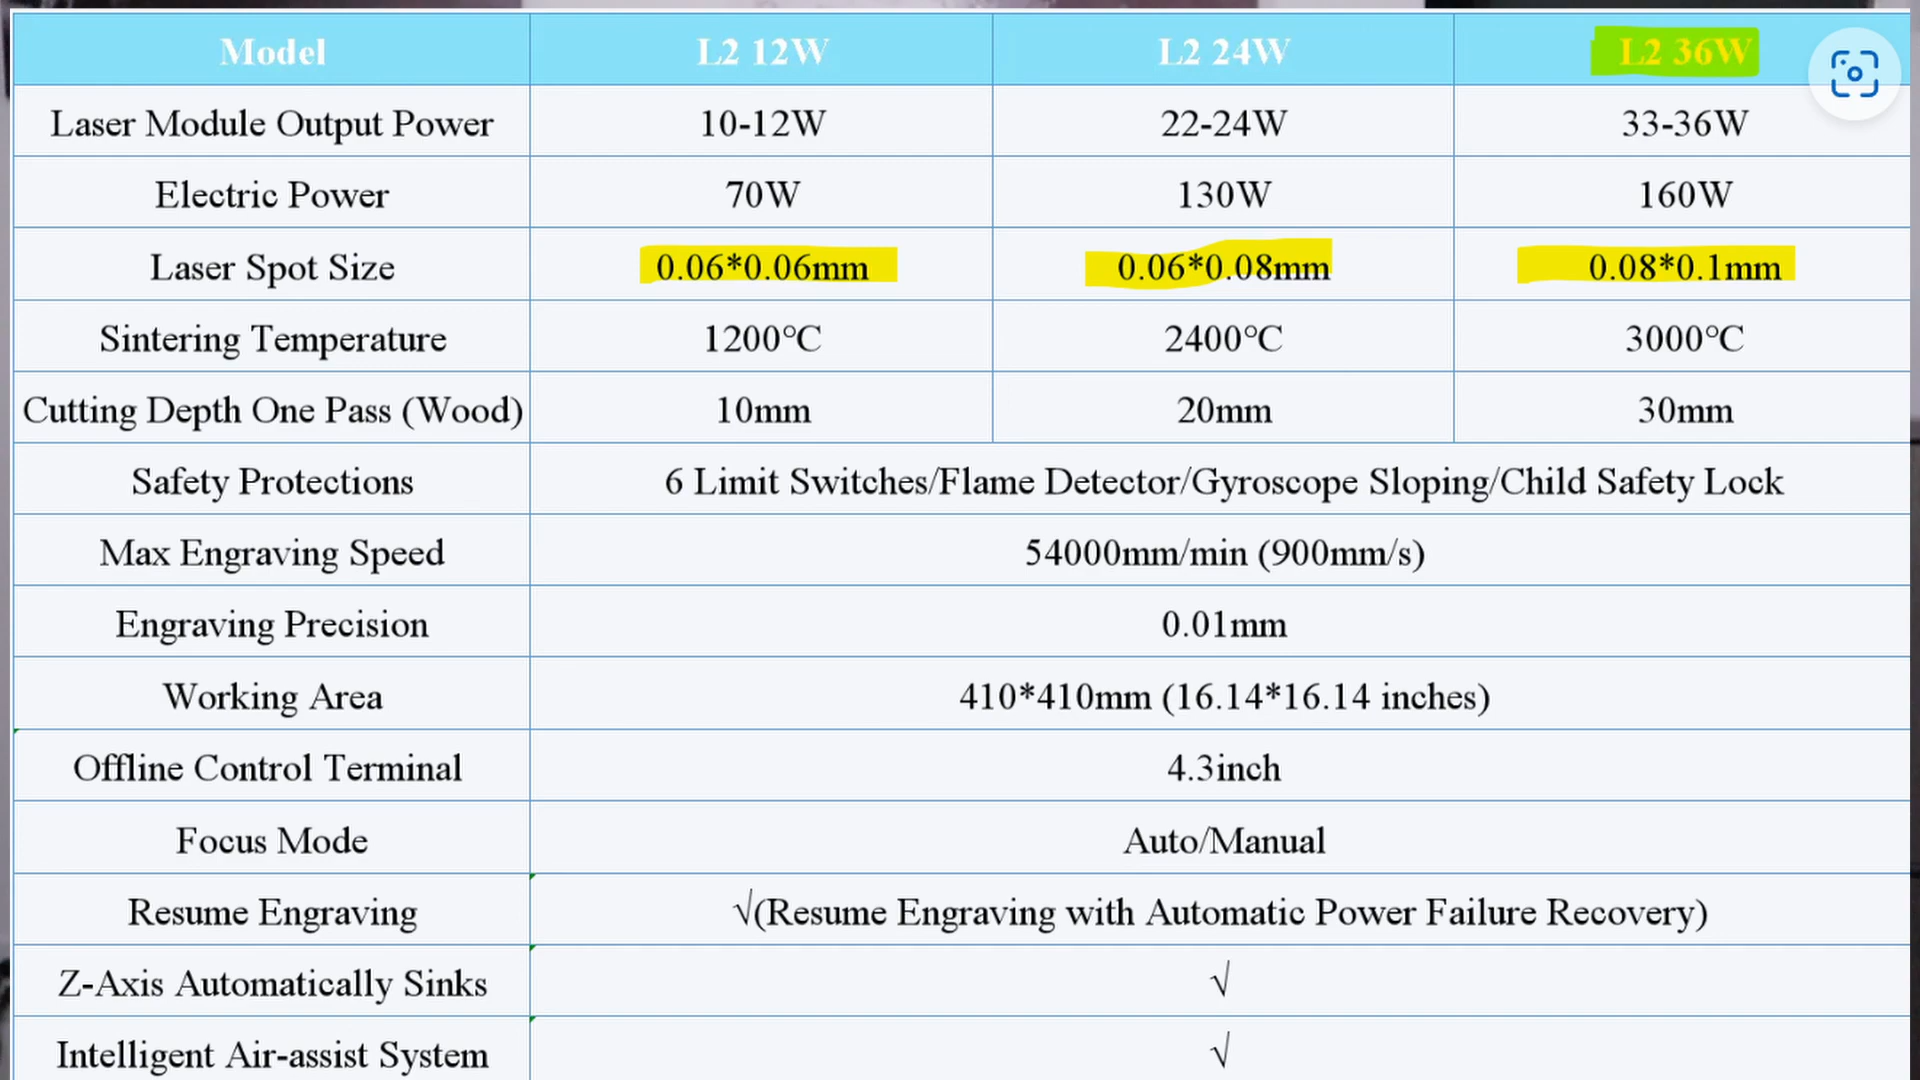 Model L2 12W L2 24W L2 36W
Laser Module Output Power 10-12W 22-24W 33-36W
Electric Power 70W 130W 160W
Laser Spot Size 0.06*0.06mm 0.06*0.08mm 0.08*0.1mm
Sintering Temperature 1200°C 2400°C 3000°C
Cutting Depth One Pass (Wood) 10mm 20mm 30mm
Safety Protections 6 Limit Switches/Flame Detector/Gyroscope Sloping/Child Safety Lock
Max Engraving Speed 54000mm/min (900mm/s)
Engraving Precision 0.01mm
Working Area 410*410mm (16.14*16.14 inches)
Offline Control Terminal 4.3inch
Focus Mode Auto/Manual
Resume Engraving √(Resume Engraving with Automatic Power Failure Recovery)
Z-Axis Automatically Sinks √
Intelligent Air-assist System √